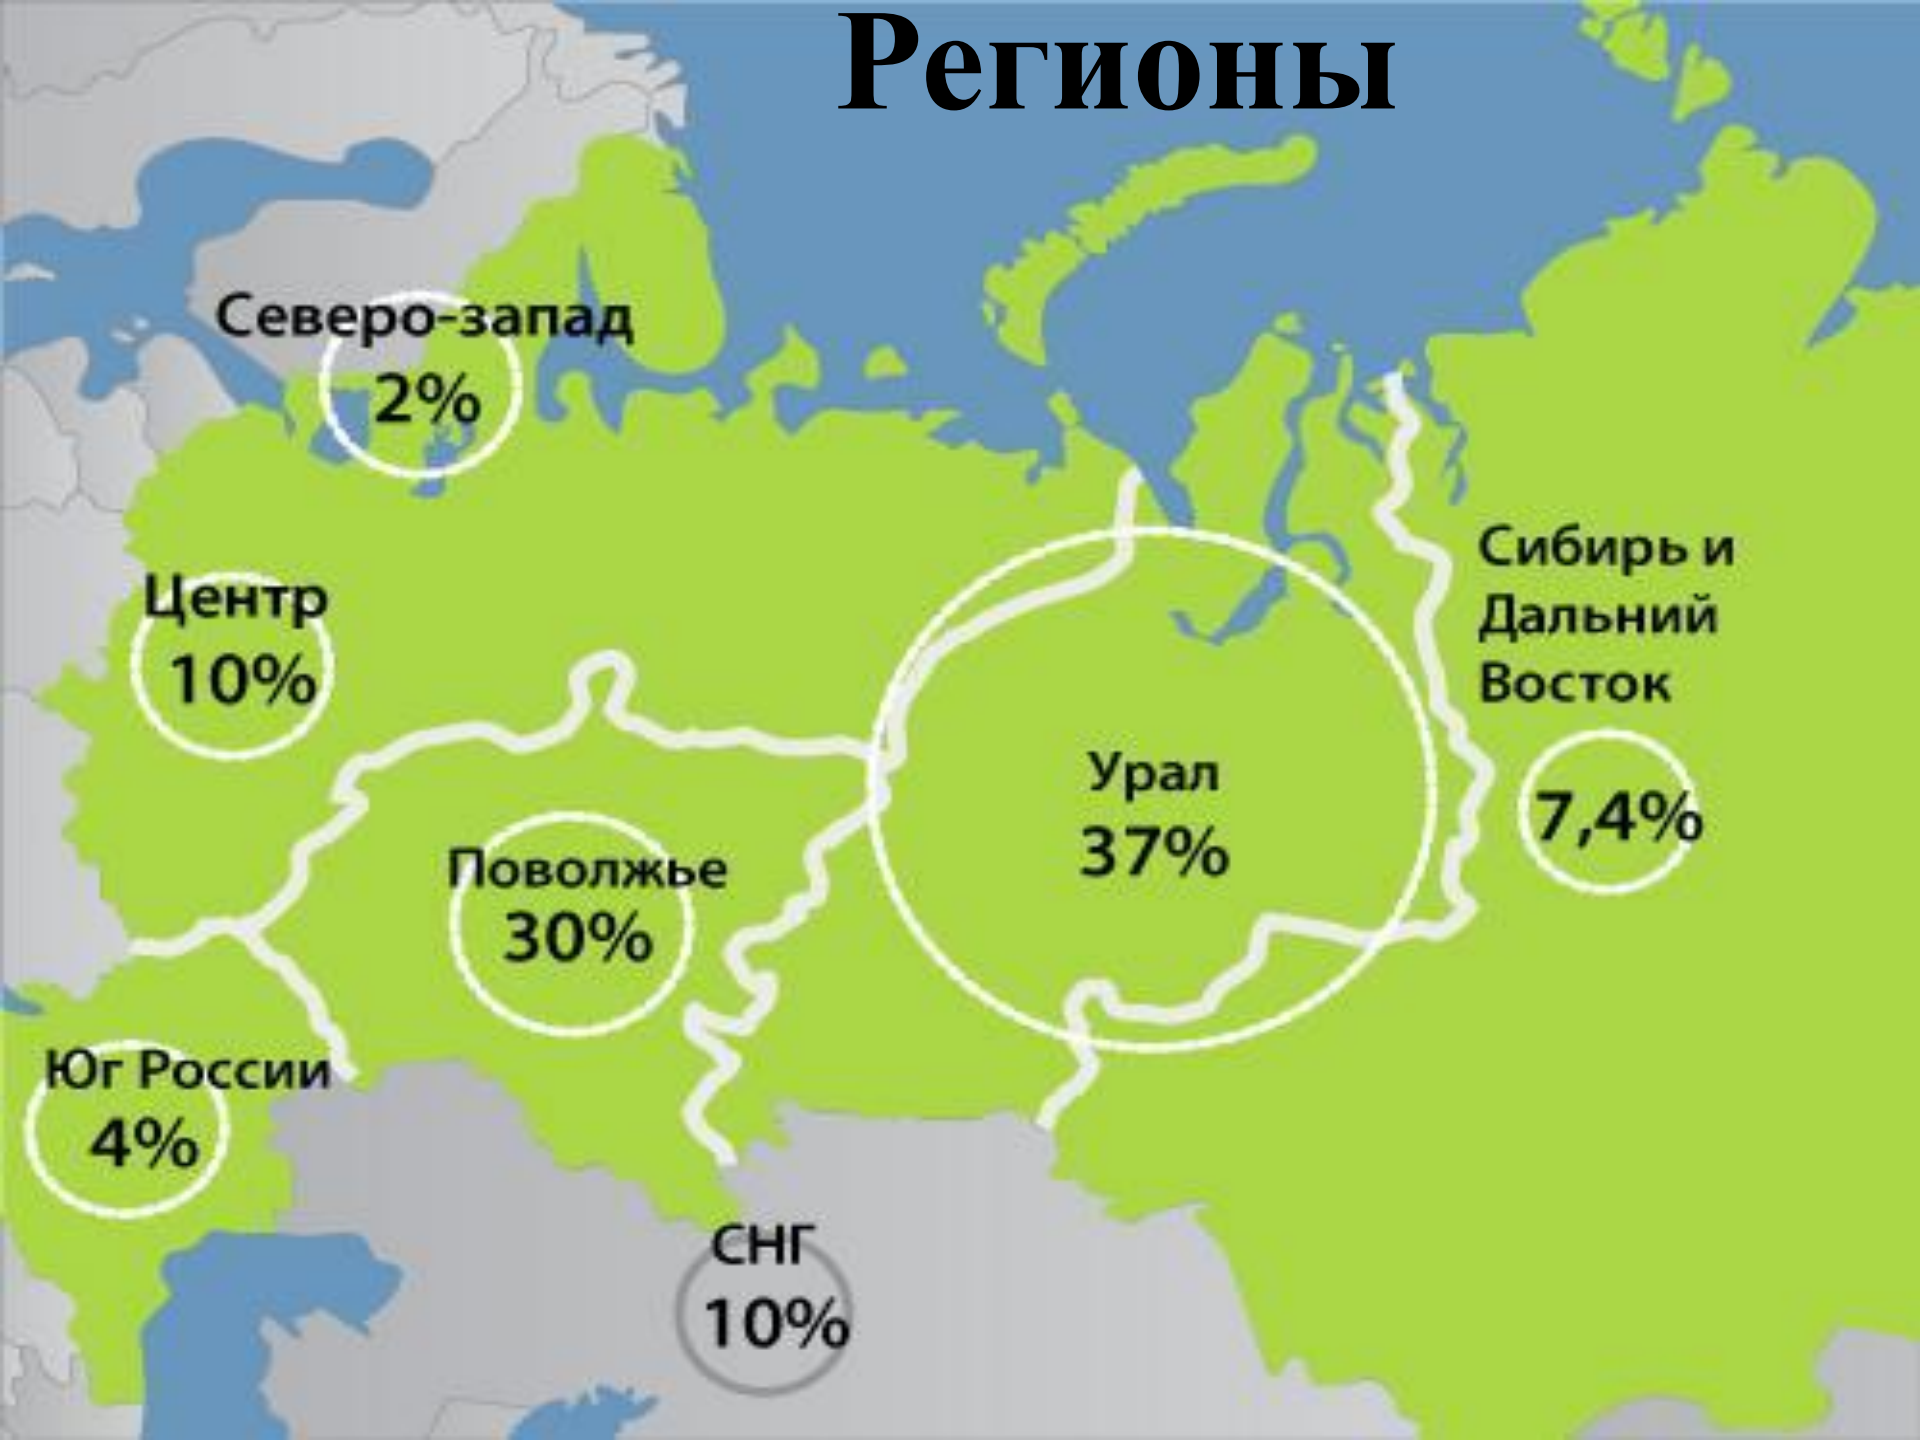 Регионы
Северо-запад
2%
Центр
10%
Сибирь и
Дальний
Восток
7,4%
Урал
37%
Поволжье
30%
Юг России
4%
СНГ
10%